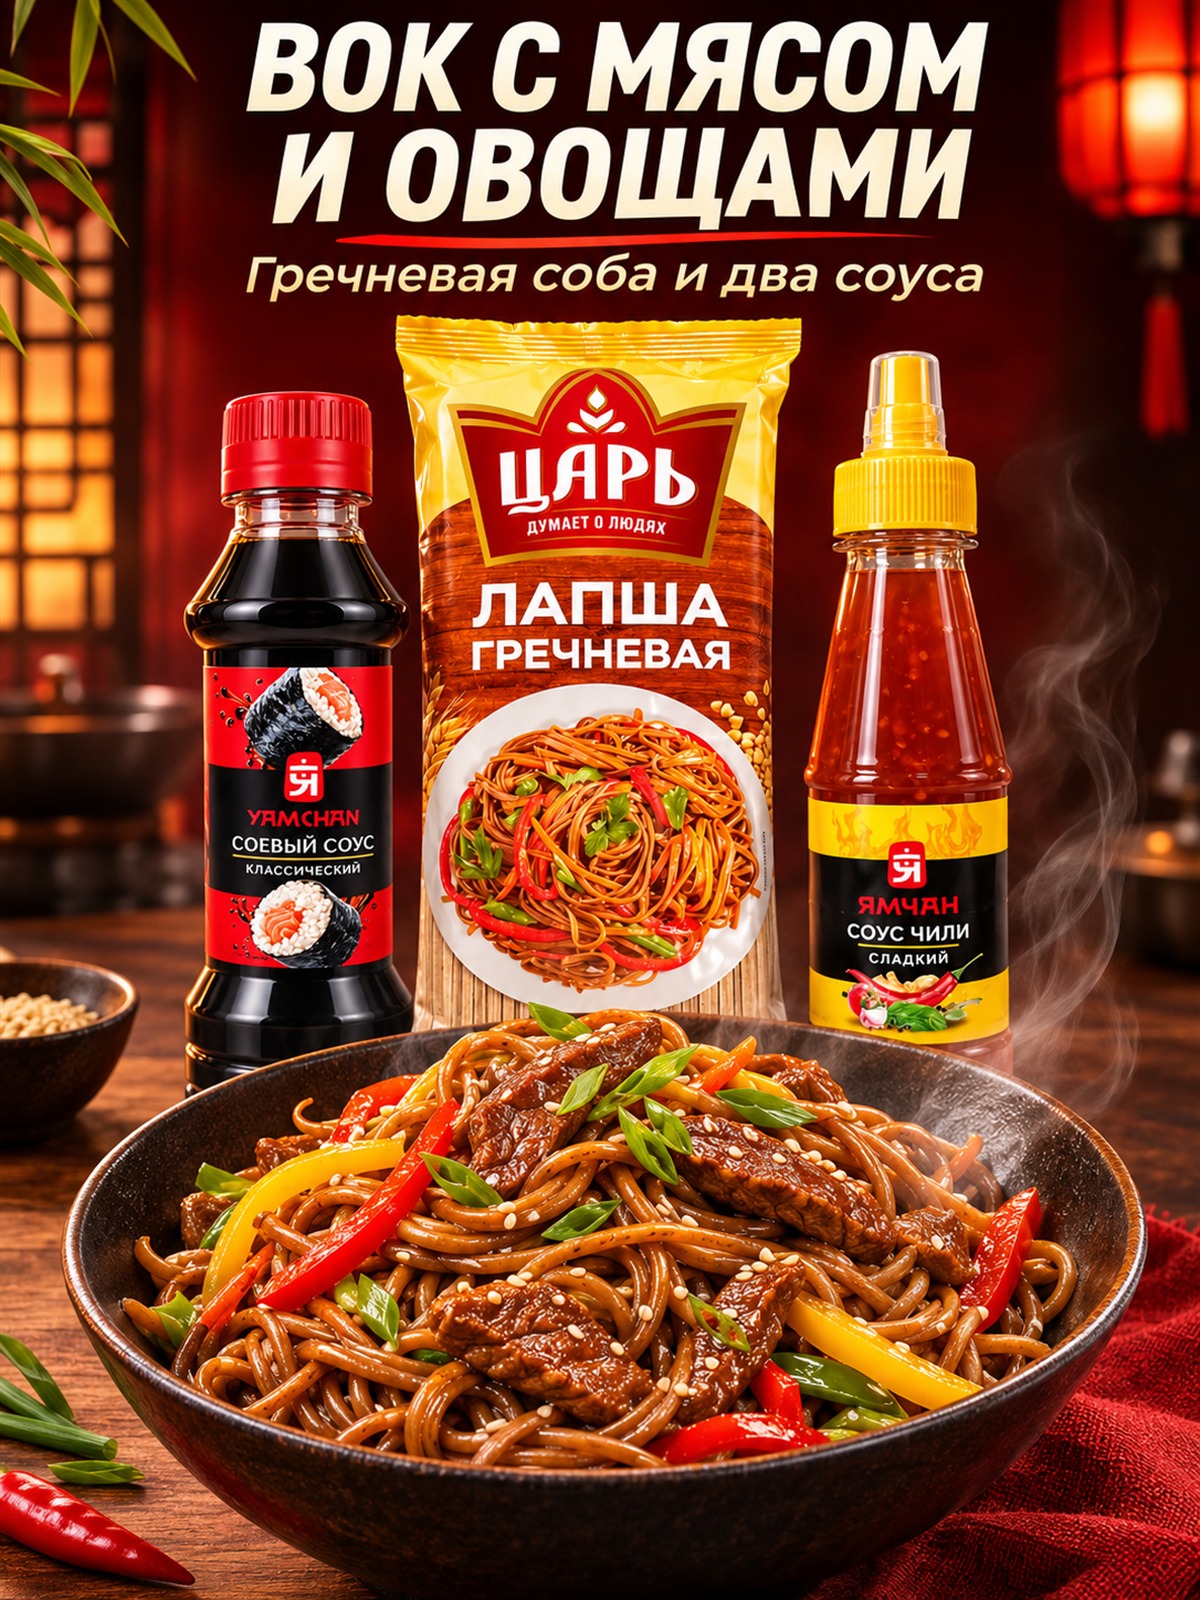 ВОК С МЯСОМ
И ОВОЩАМИ
Гречневая соба и два соуса
ЦАРЬ
ДУМАЕТ О ЛЮДЯХ
ЛАПША
ГРЕЧНЕВАЯ
Я
YAMCHAN
СОЕВЫЙ СОУС
КЛАССИЧЕСКИЙ
Я
ЯМЧАН
СОУС ЧИЛИ
СЛАДКИЙ